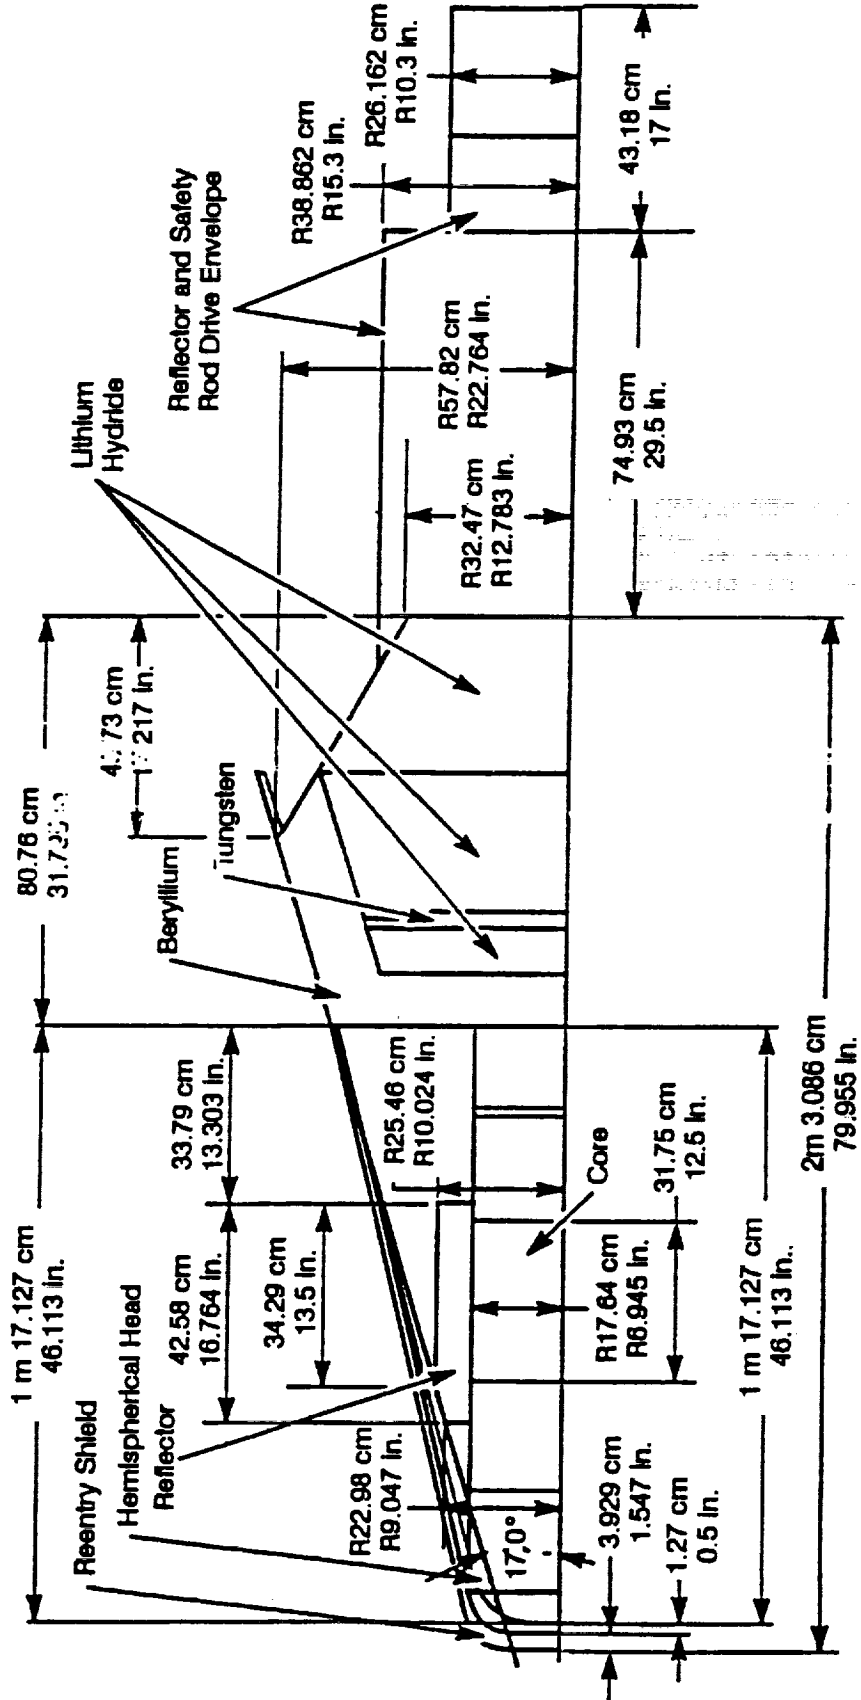 1 m 17.127 cm
46.113 In.
80.76 cm
Reentry Shield
Hemispherical Head
Reflector
42.58 cm
16.764 In.
33.79 cm
13.303 In.
34.29 cm
13.5 In.
Beryllium
Tungsten
Lithium
Hydride
Reflector and Safety
Rod Drive Envelope
R38.862 cm
R15.3 In.
R26.162 cm
R10.3 In.
R22.98 cm
R9.047 In.
R25.46 cm
R10.024 In.
R32.47 cm
R12.783 In.
R57.82 cm
R22.764 In.
17.0°
R17.64 cm
R6.945 In.
Core
3.929 cm
1.547 In.
1.27 cm
0.5 In.
31.75 cm
12.5 In.
74.93 cm
29.5 In.
43.18 cm
17 In.
1 m 17.127 cm
46.113 In..
2m 3.086 cm
79.955 In.